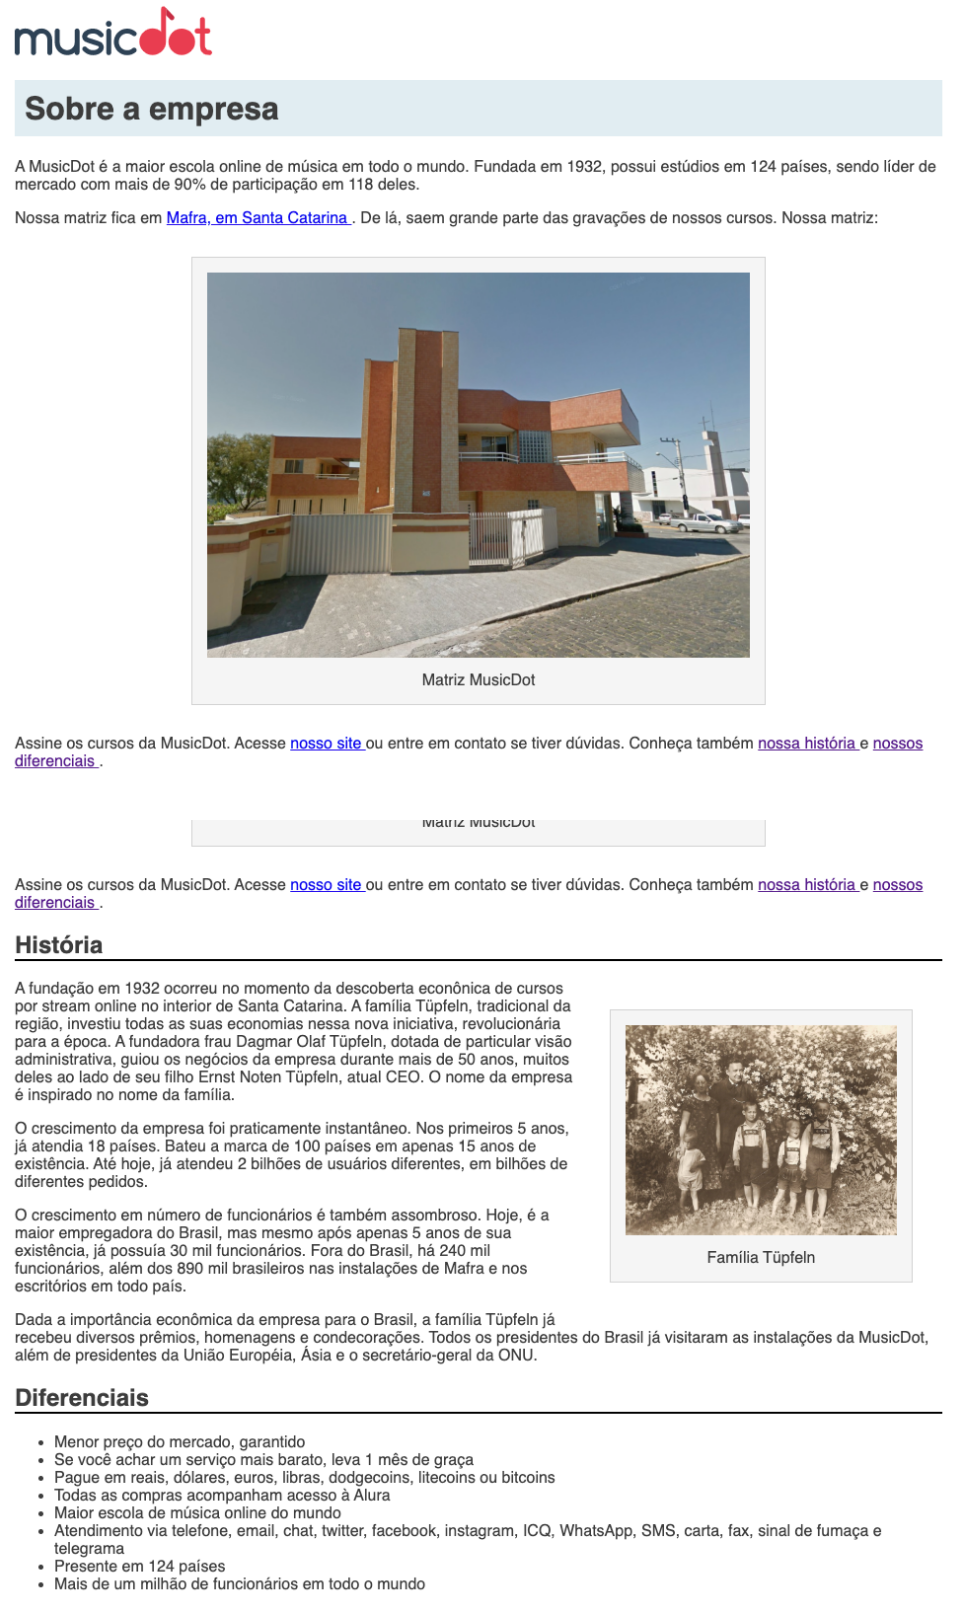 musicdot
Sobre a empresa
A MusicDot é a maior escola online de música em todo o mundo. Fundada em 1932, possui estúdios em 124 países, sendo líder de
mercado com mais de 90% de participação em 118 deles.
Nossa matriz fica em Mafra, em Santa Catarina . De lá, saem grande parte das gravações de nossos cursos. Nossa matriz:
Matriz MusicDot
Assine os cursos da MusicDot. Acesse nosso site ou entre em contato se tiver dúvidas. Conheça também nossa história e nossos
diferenciais .
Matriz MusicDot
Assine os cursos da MusicDot. Acesse nosso site ou entre em contato se tiver dúvidas. Conheça também nossa história e nossos
diferenciais .
História
A fundação em 1932 ocorreu no momento da descoberta econônica de cursos
por stream online no interior de Santa Catarina. A família Tüpfeln, tradicional da
região, investiu todas as suas economias nessa nova iniciativa, revolucionária
para a época. A fundadora frau Dagmar Olaf Tüpfeln, dotada de particular visão
administrativa, guiou os negócios da empresa durante mais de 50 anos, muitos
deles ao lado de seu filho Ernst Noten Tüpfeln, atual CEO. O nome da empresa
é inspirado no nome da família.
O crescimento da empresa foi praticamente instantâneo. Nos primeiros 5 anos,
já atendia 18 países. Bateu a marca de 100 países em apenas 15 anos de
existência. Até hoje, já atendeu 2 bilhões de usuários diferentes, em bilhões de
diferentes pedidos.
O crescimento em número de funcionários é também assombroso. Hoje, é a
maior empregadora do Brasil, mas mesmo após apenas 5 anos de sua
existência, já possuía 30 mil funcionários. Fora do Brasil, há 240 mil
funcionários, além dos 890 mil brasileiros nas instalações de Mafra e nos
escritórios em todo país.
Família Tüpfeln
Dada a importância econômica da empresa para o Brasil, a família Tüpfeln já
recebeu diversos prêmios, homenagens e condecorações. Todos os presidentes do Brasil já visitaram as instalações da MusicDot,
além de presidentes da União Européia, Ásia e o secretário-geral da ONU.
Diferenciais
• Menor preço do mercado, garantido
• Se você achar um serviço mais barato, leva 1 mês de graça
• Pague em reais, dólares, euros, libras, dodgecoins, litecoins ou bitcoins
• Todas as compras acompanham acesso à Alura
• Maior escola de música online do mundo
• Atendimento via telefone, email, chat, twitter, facebook, instagram, ICQ, WhatsApp, SMS, carta, fax, sinal de fumaça e
telegrama
• Presente em 124 países
• Mais de um milhão de funcionários em todo o mundo